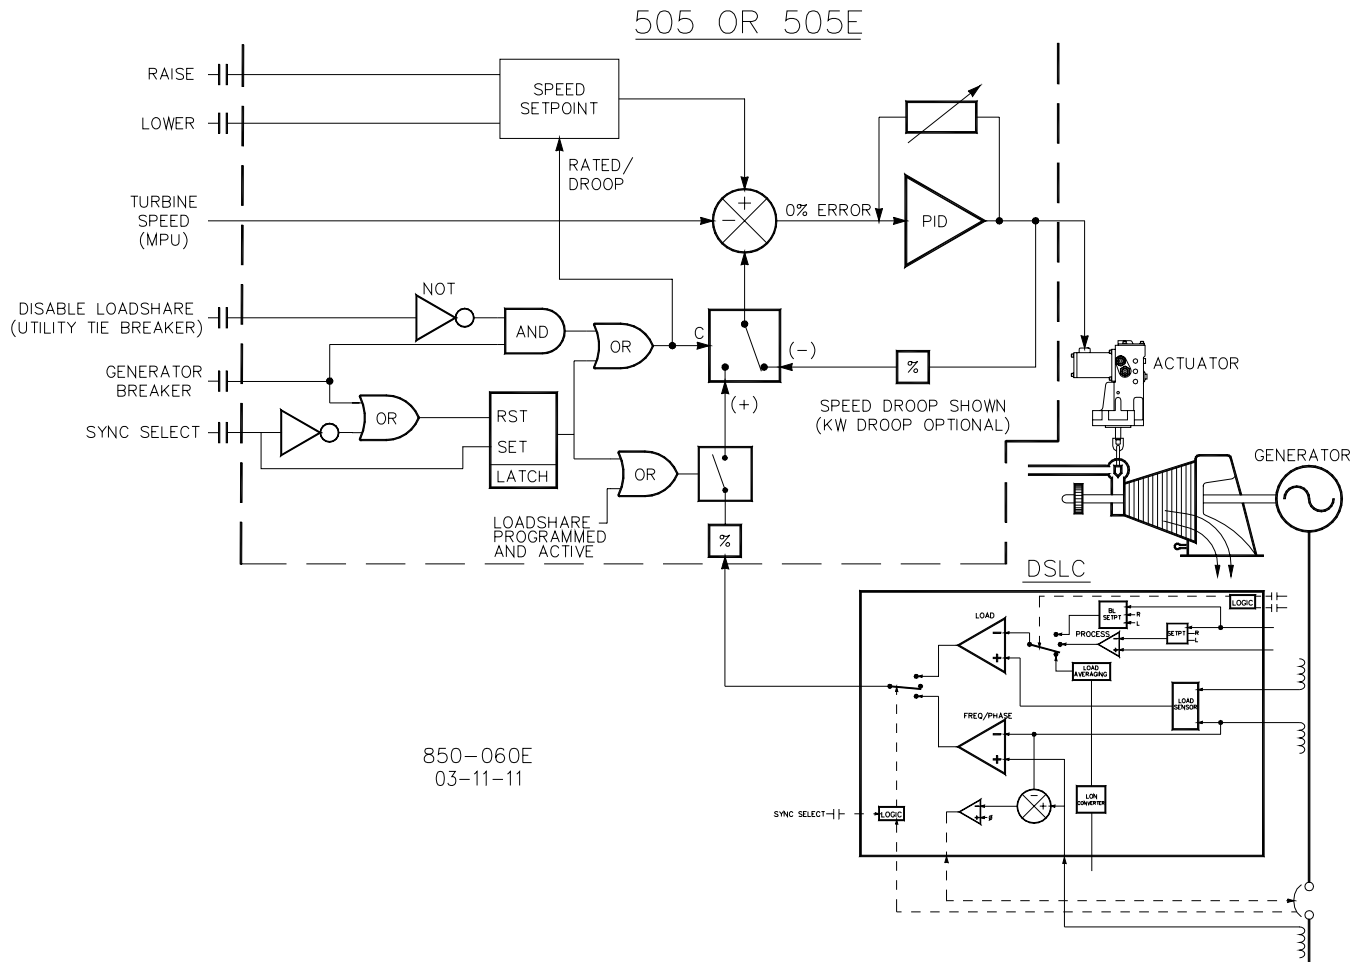 505 OR 505E
RAISE
SPEED
SETPOINT
LOWER
RATED/
DROOP
TURBINE
SPEED
(MPU)
+
−
0% ERROR
PID
NOT
DISABLE LOADSHARE
(UTILITY TIE BREAKER)
AND
OR
C
(−)
%
ACTUATOR
GENERATOR
BREAKER
(+)
SPEED DROOP SHOWN
(KW DROOP OPTIONAL)
SYNC SELECT
OR
RST
SET
LATCH
OR
GENERATOR
LOADSHARE
PROGRAMMED
AND ACTIVE
%
DSLC
LOGIC
BL
SETPT
R
L
LOAD
−
+
PROCESS
−
+
SETPT
R
L
LOAD
AVERAGING
LOAD
SENSOR
FREQ/PHASE
−
+
850-060E
03-11-11
LON
CONVERTER
−
+
−
+
ø
SYNC SELECT
LOGIC